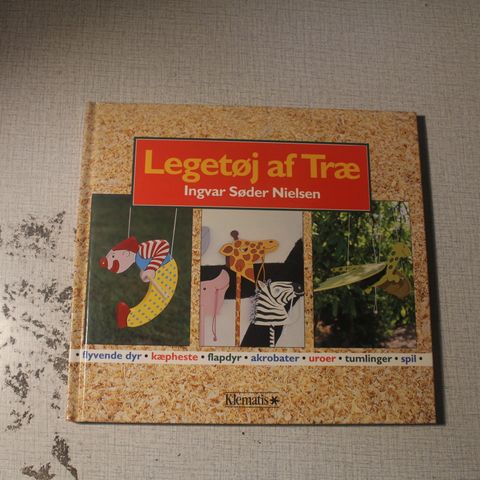 Legetøj af Træ
Ingvar Søder Nielsen
• flyvende dyr • kæpheste • flapdyr • akrobater • uroer • tumlinger • spil •
Klematis